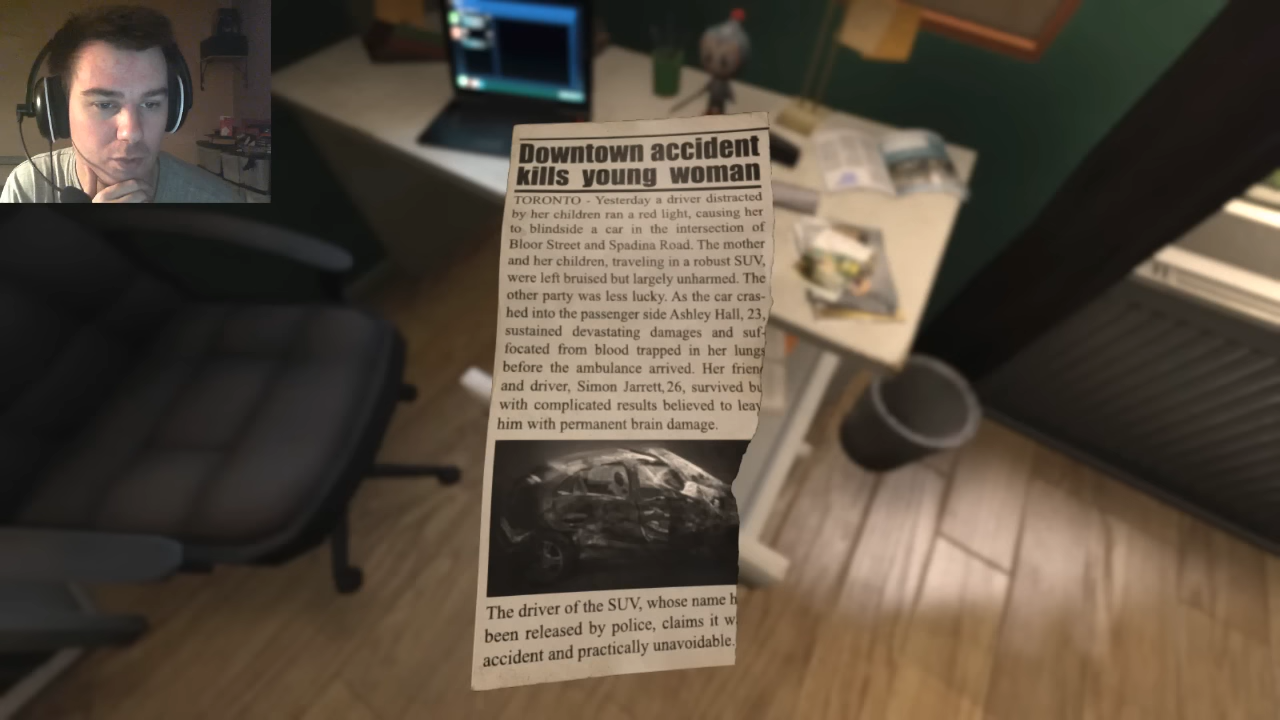 Downtown accident
kills young woman
TORONTO - Yesterday a driver distracted
by her children ran a red light, causing her
to blindside a car in the intersection of
Bloor Street and Spadina Road. The mother
and her children, traveling in a robust SUV,
were left bruised but largely unharmed. The
other party was less lucky. As the car cras-
hed into the passenger side Ashley Hall, 23,
sustained devastating damages and suf-
focated from blood trapped in her lungs
before the ambulance arrived. Her frien
and driver, Simon Jarrett, 26, survived bu
with complicated results believed to leav
him with permanent brain damage.
The driver of the SUV, whose name h
been released by police, claims it w
accident and practically unavoidable.